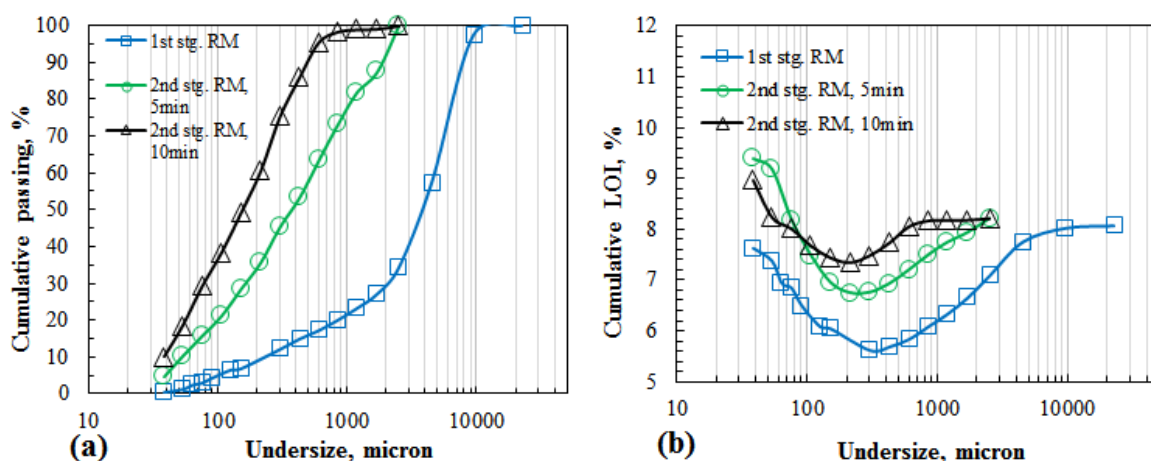 Cumulative passing, %
100
90
80
70
60
50
40
30
20
10
0
1st stg. RM
2nd stg. RM,
5min
2nd stg. RM,
10min
10
100
1000
10000
Undersize, micron
(a)
Cumulative LOI, %
12
11
10
9
8
7
6
5
1st stg. RM
2nd stg. RM, 5min
2nd stg. RM, 10min
10
100
1000
10000
Undersize, micron
(b)